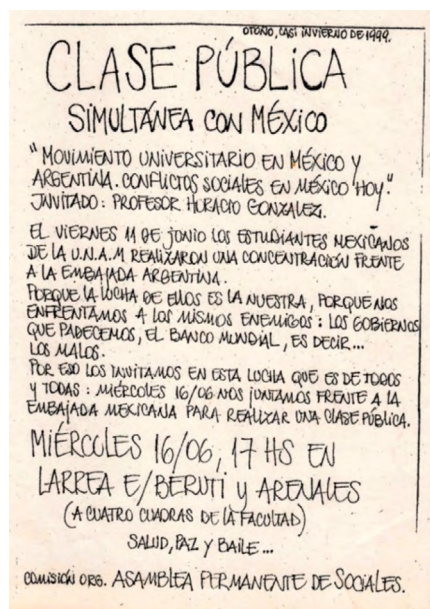 OTOÑO, CASI INVIERNO DE 1999.
CLASE PÚBLICA
SIMULTÁNEA CON MÉXICO
"MOVIMIENTO UNIVERSITARIO EN MÉXICO Y
ARGENTINA. CONFLICTOS SOCIALES EN MÉXICO HOY."
INVITADO: PROFESOR HORACIO GONZALEZ.
EL VIERNES 11 DE JUNIO LOS ESTUDIANTES MEXICANOS
DE LA U.N.A.M REALIZARON UNA CONCENTRACIÓN FRENTE
A LA EMBAJADA ARGENTINA.
PORQUE LA LUCHA DE ELLOS ES LA NUESTRA, PORQUE NOS
ENFRENTAMOS A LOS MISMOS ENEMIGOS: LOS GOBIERNOS
QUE PADECEMOS, EL BANCO MUNDIAL, ES DECIR...
LOS MALOS.
POR ESO LOS INVITAMOS EN ESTA LUCHA QUE ES DE TODOS
Y TODAS: MIÉRCOLES 16/06 NOS JUNTAMOS FRENTE A LA
EMBAJADA MEXICANA PARA REALIZAR UNA CLASE PÚBLICA.
MIÉRCOLES 16/06, 17 HS EN
LARREA E/BERUTI Y ARENALES
(A CUATRO CUADRAS DE LA FACULTAD)
SALUD, PAZ Y BAILE...
COMISIÓN ORG. ASAMBLEA PERMANENTE DE SOCIALES.